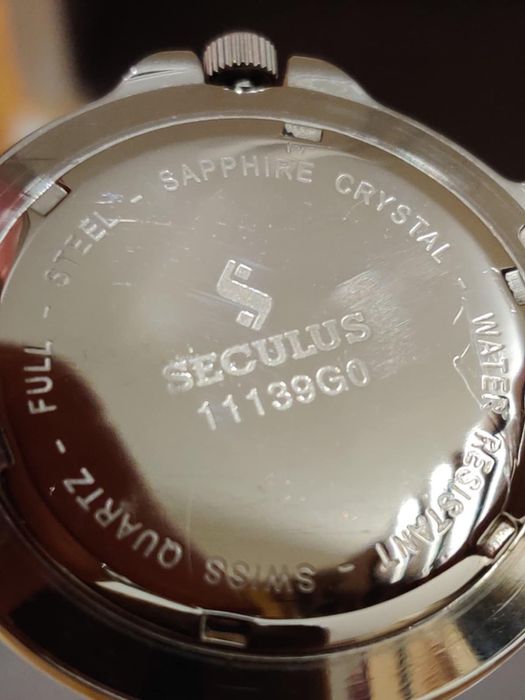 SECULUS
11139G0
FULL - STEEL - SAPPHIRE CRYSTAL - WATER RESISTANT - SWISS QUARTZ -